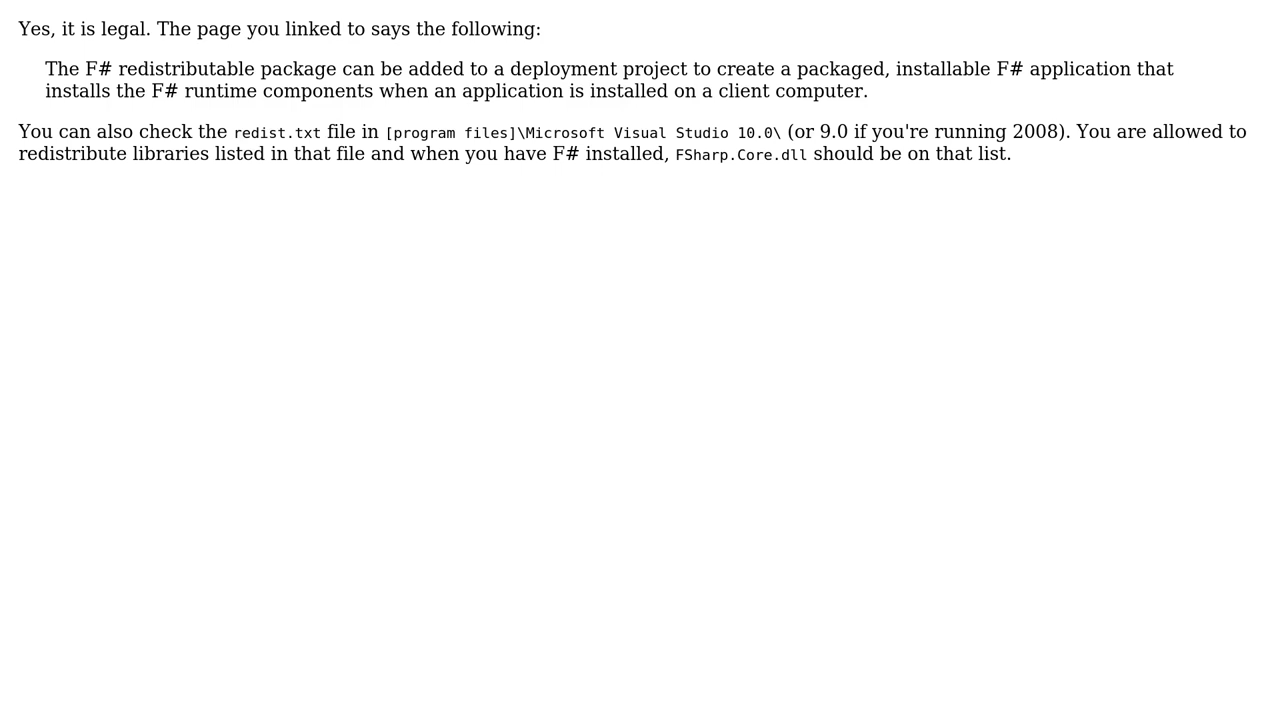 Yes, it is legal. The page you linked to says the following:
The F# redistributable package can be added to a deployment project to create a packaged, installable F# application that
installs the F# runtime components when an application is installed on a client computer.
You can also check the redist.txt file in [program files]\Microsoft Visual Studio 10.0\ (or 9.0 if you're running 2008). You are allowed to
redistribute libraries listed in that file and when you have F# installed, FSharp.Core.dll should be on that list.